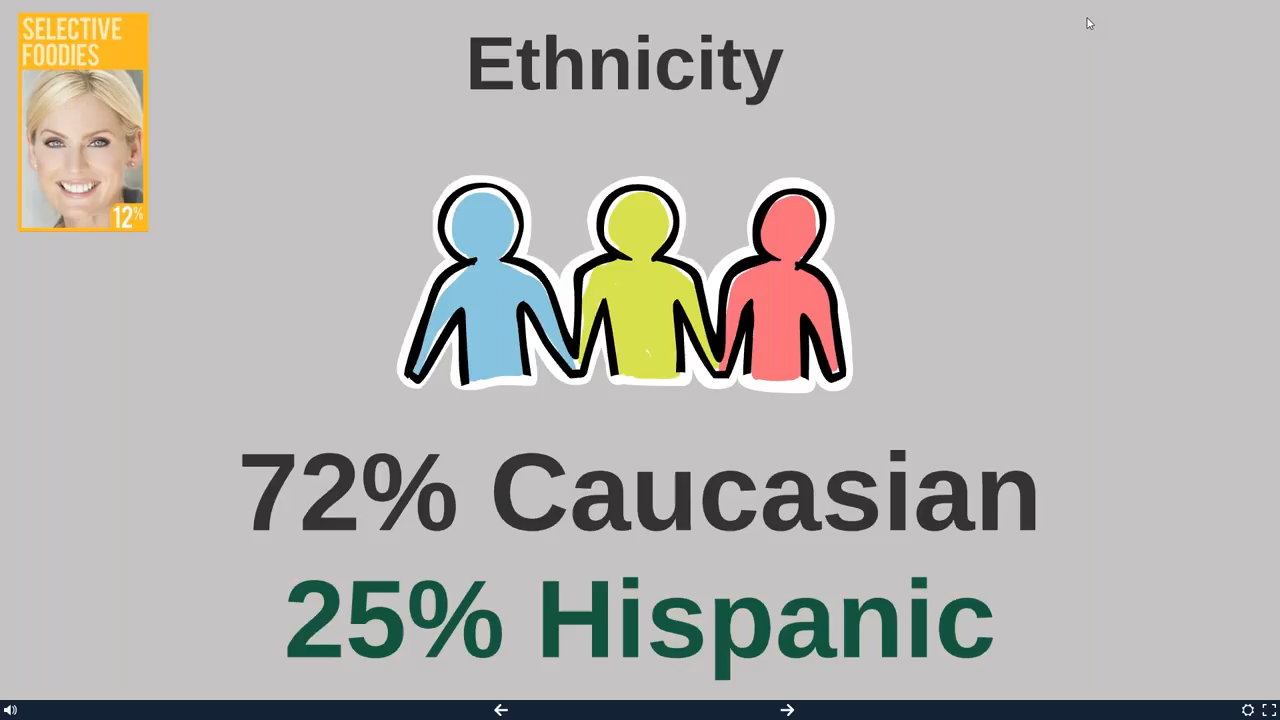 SELECTIVE
FOODIES
12%
Ethnicity
72% Caucasian
25% Hispanic